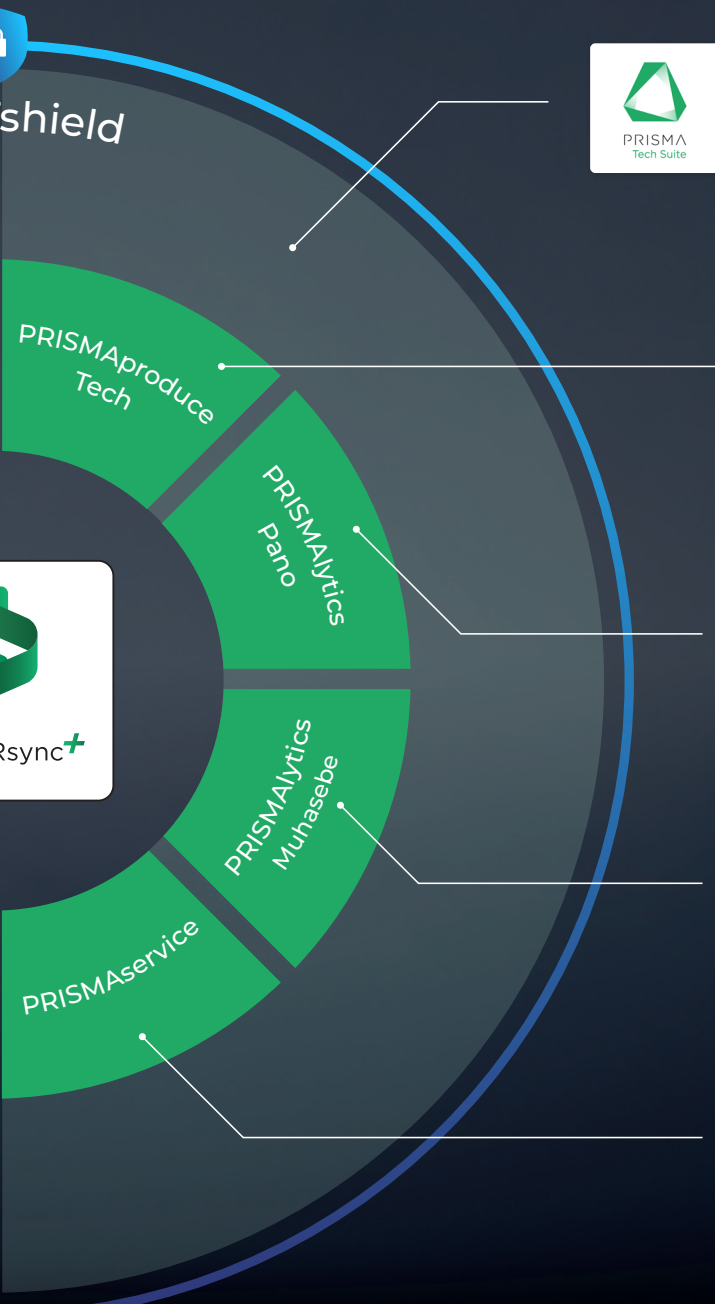 shield
PRISMA
Tech Suite
PRISMAproduce
Tech
PRISMAlytics
Pano
Rsync+
PRISMAlytics
Muhasebe
PRISMAservice